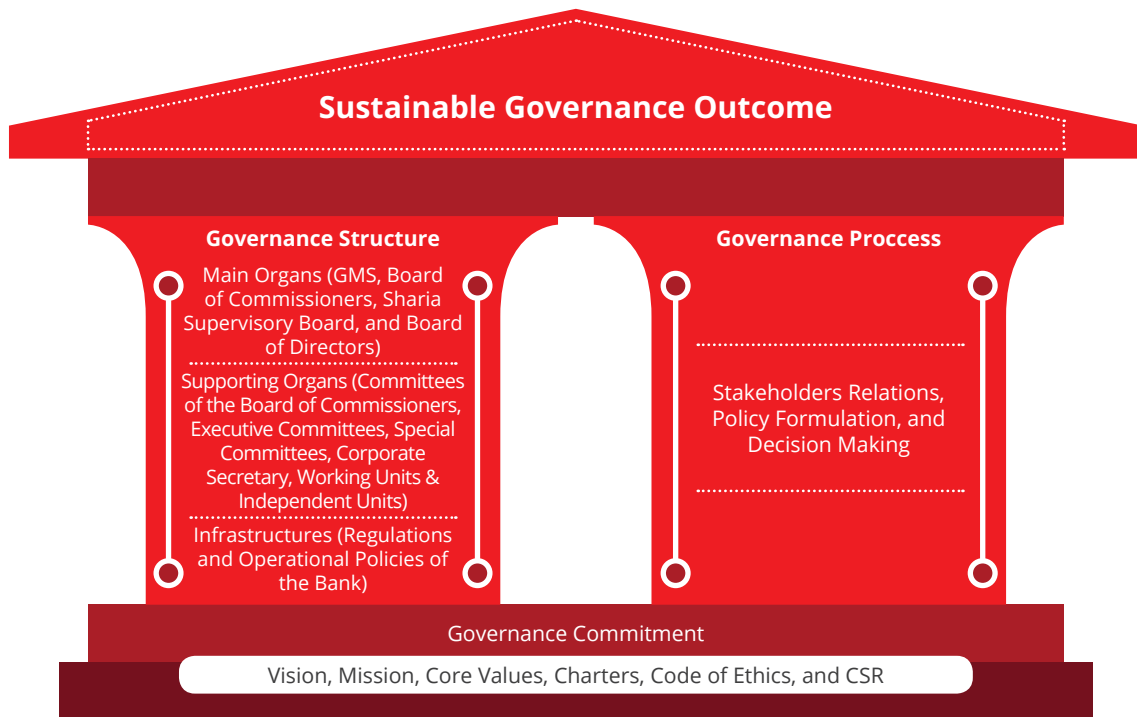 Sustainable Governance Outcome
Governance Structure
Main Organs (GMS, Board
of Commissioners, Sharia
Supervisory Board, and Board
of Directors)
Supporting Organs (Committees
of the Board of Commissioners,
Executive Committees, Special
Committees, Corporate
Secretary, Working Units &
Independent Units)
Infrastructures (Regulations
and Operational Policies of
the Bank)
Governance Proccess
Stakeholders Relations,
Policy Formulation, and
Decision Making
Governance Commitment
Vision, Mission, Core Values, Charters, Code of Ethics, and CSR